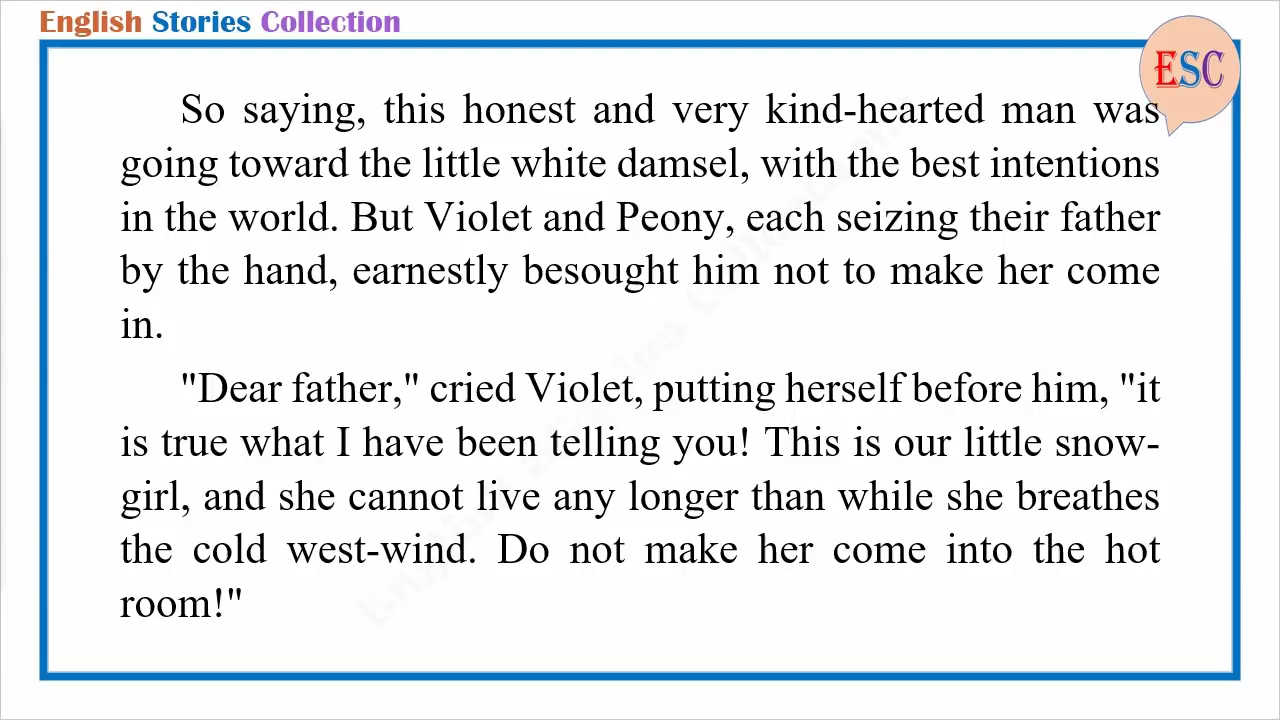 English Stories Collection
ESC
So saying, this honest and very kind-hearted man was
going toward the little white damsel, with the best intentions
in the world. But Violet and Peony, each seizing their father
by the hand, earnestly besought him not to make her come
in.
"Dear father," cried Violet, putting herself before him, "it
is true what I have been telling you! This is our little snow-
girl, and she cannot live any longer than while she breathes
the cold west-wind. Do not make her come into the hot
room!"